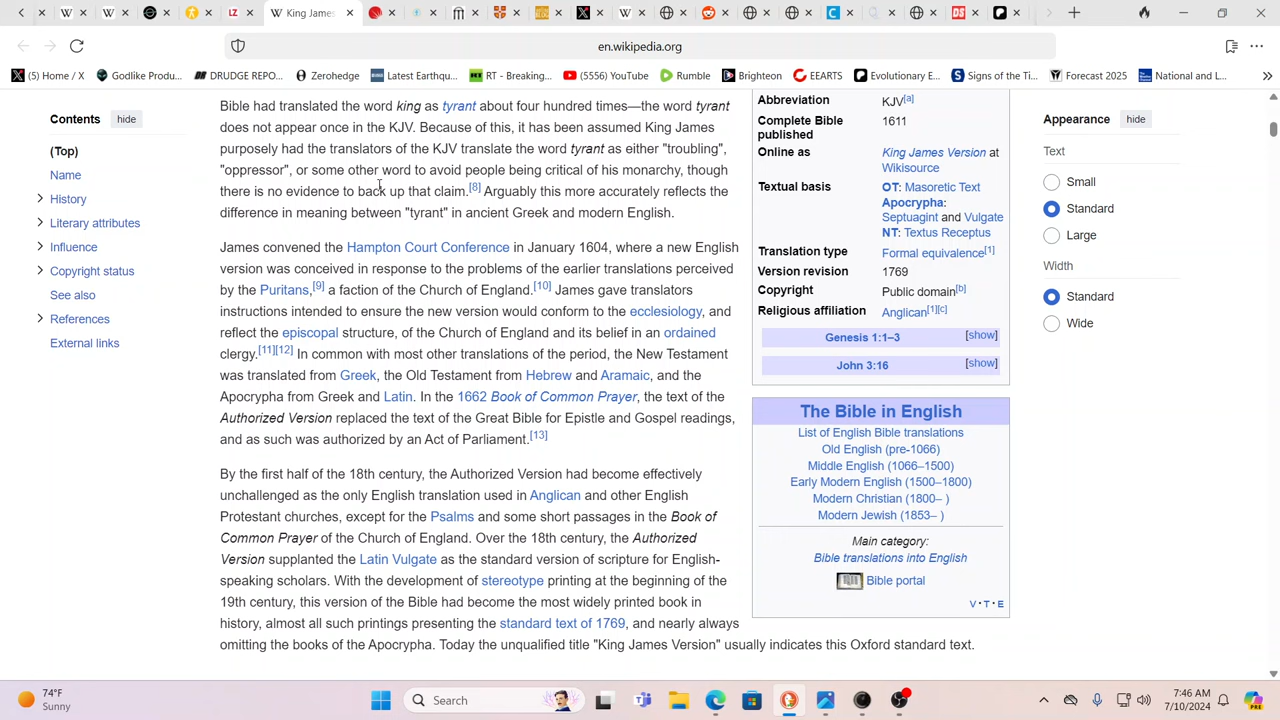 King James
en.wikipedia.org
(5) Home / X
Godlike Produ...
DRUDGE REPO...
Zerohedge
Latest Earthqu...
RT - Breaking...
(5556) YouTube
Rumble
Brighteon
EEARTS
Evolutionary E...
Signs of the Ti...
Forecast 2025
National and L...
Contents hide
(Top)
Name
History
Literary attributes
Influence
Copyright status
See also
References
External links
Bible had translated the word king as tyrant about four hundred times—the word tyrant
does not appear once in the KJV. Because of this, it has been assumed King James
purposely had the translators of the KJV translate the word tyrant as either "troubling",
"oppressor", or some other word to avoid people being critical of his monarchy, though
there is no evidence to back up that claim.[8] Arguably this more accurately reflects the
difference in meaning between "tyrant" in ancient Greek and modern English.
James convened the Hampton Court Conference in January 1604, where a new English
version was conceived in response to the problems of the earlier translations perceived
by the Puritans,[9] a faction of the Church of England.[10] James gave translators
instructions intended to ensure the new version would conform to the ecclesiology, and
reflect the episcopal structure, of the Church of England and its belief in an ordained
clergy.[11][12] In common with most other translations of the period, the New Testament
was translated from Greek, the Old Testament from Hebrew and Aramaic, and the
Apocrypha from Greek and Latin. In the 1662 Book of Common Prayer, the text of the
Authorized Version replaced the text of the Great Bible for Epistle and Gospel readings,
and as such was authorized by an Act of Parliament.[13]
By the first half of the 18th century, the Authorized Version had become effectively
unchallenged as the only English translation used in Anglican and other English
Protestant churches, except for the Psalms and some short passages in the Book of
Common Prayer of the Church of England. Over the 18th century, the Authorized
Version supplanted the Latin Vulgate as the standard version of scripture for English-
speaking scholars. With the development of stereotype printing at the beginning of the
19th century, this version of the Bible had become the most widely printed book in
history, almost all such printings presenting the standard text of 1769, and nearly always
omitting the books of the Apocrypha. Today the unqualified title "King James Version" usually indicates this Oxford standard text.
Abbreviation KJV[a]
Complete Bible published 1611
Online as King James Version at
Wikisource
Textual basis OT: Masoretic Text
Apocrypha:
Septuagint and Vulgate
NT: Textus Receptus
Translation type Formal equivalence[1]
Version revision 1769
Copyright Public domain[b]
Religious affiliation Anglican[1][c]
Genesis 1:1–3 [show]
John 3:16 [show]
The Bible in English
List of English Bible translations
Old English (pre-1066)
Middle English (1066–1500)
Early Modern English (1500–1800)
Modern Christian (1800– )
Modern Jewish (1853– )
Main category:
Bible translations into English
Bible portal
V·T·E
Appearance hide
Text
Small
Standard
Large
Width
Standard
Wide
74°F
Sunny
Search
7:46 AM
7/10/2024